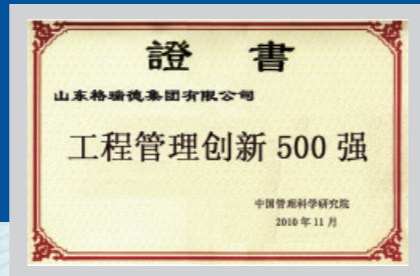 證書
山东格瑞德集团有限公司
工程管理创新 500 强
中国管理科学研究院
2010 年 11 月